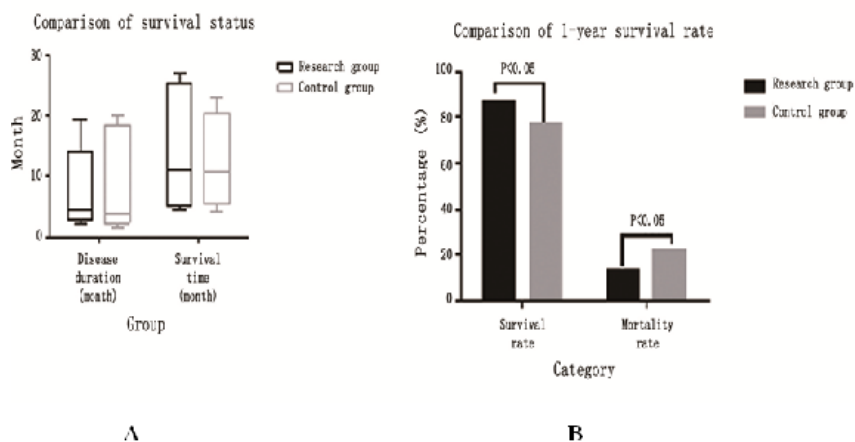 Comparison of survival status
30
20
10
0
Month
Research group
Control group
Disease
duration
(month)
Survival
time
(month)
Group
A
Comparison of 1-year survival rate
100
80
60
40
20
0
Percentage (%)
P<0.05
P<0.05
Research group
Control group
Survival
rate
Mortality
rate
Category
B